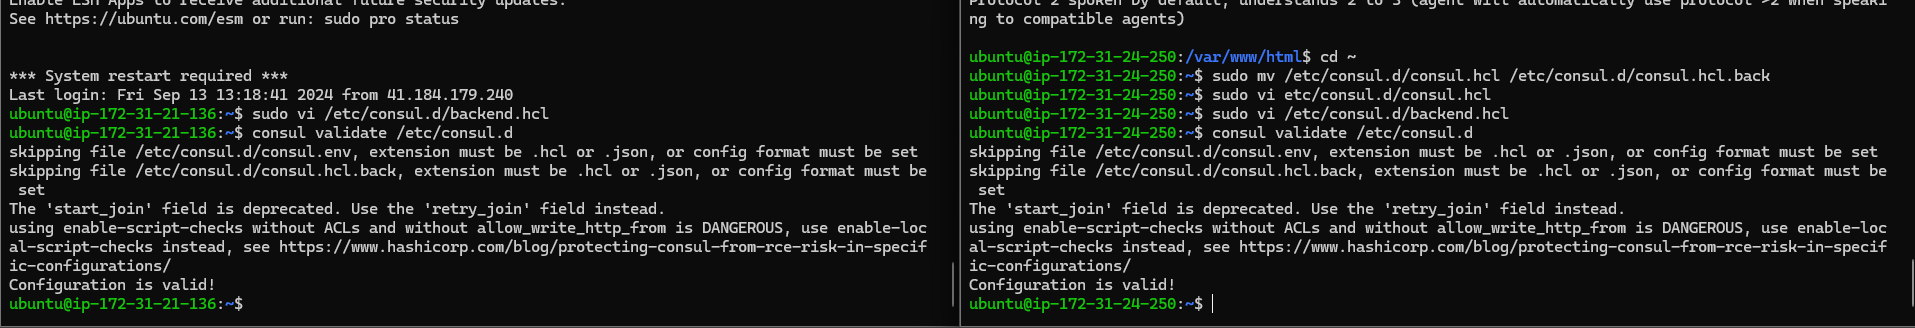 Enable ESM Apps to receive additional future security updates.
See https://ubuntu.com/esm or run: sudo pro status
*** System restart required ***
Last login: Fri Sep 13 13:18:41 2024 from 41.184.179.240
ubuntu@ip-172-31-21-136:~$ sudo vi /etc/consul.d/backend.hcl
ubuntu@ip-172-31-21-136:~$ consul validate /etc/consul.d
skipping file /etc/consul.d/consul.env, extension must be .hcl or .json, or config format must be set
skipping file /etc/consul.d/consul.hcl.back, extension must be .hcl or .json, or config format must be
 set
The 'start_join' field is deprecated. Use the 'retry_join' field instead.
using enable-script-checks without ACLs and without allow_write_http_from is DANGEROUS, use enable-loc
al-script-checks instead, see https://www.hashicorp.com/blog/protecting-consul-from-rce-risk-in-specif
ic-configurations/
Configuration is valid!
ubuntu@ip-172-31-21-136:~$
Protocol 2 spoken by default, understands 2 to 3 (agent will automatically use protocol >2 when speaki
ng to compatible agents)
ubuntu@ip-172-31-24-250:/var/www/html$ cd ~
ubuntu@ip-172-31-24-250:~$ sudo mv /etc/consul.d/consul.hcl /etc/consul.d/consul.hcl.back
ubuntu@ip-172-31-24-250:~$ sudo vi etc/consul.d/consul.hcl
ubuntu@ip-172-31-24-250:~$ sudo vi /etc/consul.d/backend.hcl
ubuntu@ip-172-31-24-250:~$ consul validate /etc/consul.d
skipping file /etc/consul.d/consul.env, extension must be .hcl or .json, or config format must be set
skipping file /etc/consul.d/consul.hcl.back, extension must be .hcl or .json, or config format must be
 set
The 'start_join' field is deprecated. Use the 'retry_join' field instead.
using enable-script-checks without ACLs and without allow_write_http_from is DANGEROUS, use enable-loc
al-script-checks instead, see https://www.hashicorp.com/blog/protecting-consul-from-rce-risk-in-specif
ic-configurations/
Configuration is valid!
ubuntu@ip-172-31-24-250:~$